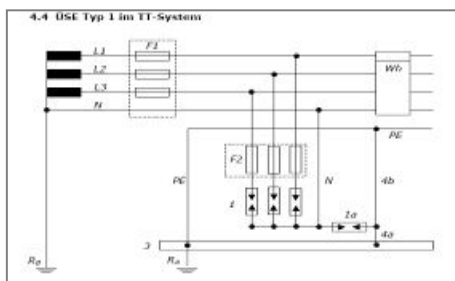 4.4 ÜSE Typ 1 im TT-System
L1
F1
L2
Wh
L3
N
PE
F2
PE
N
4b
1
1a
3
4a
RB
RA